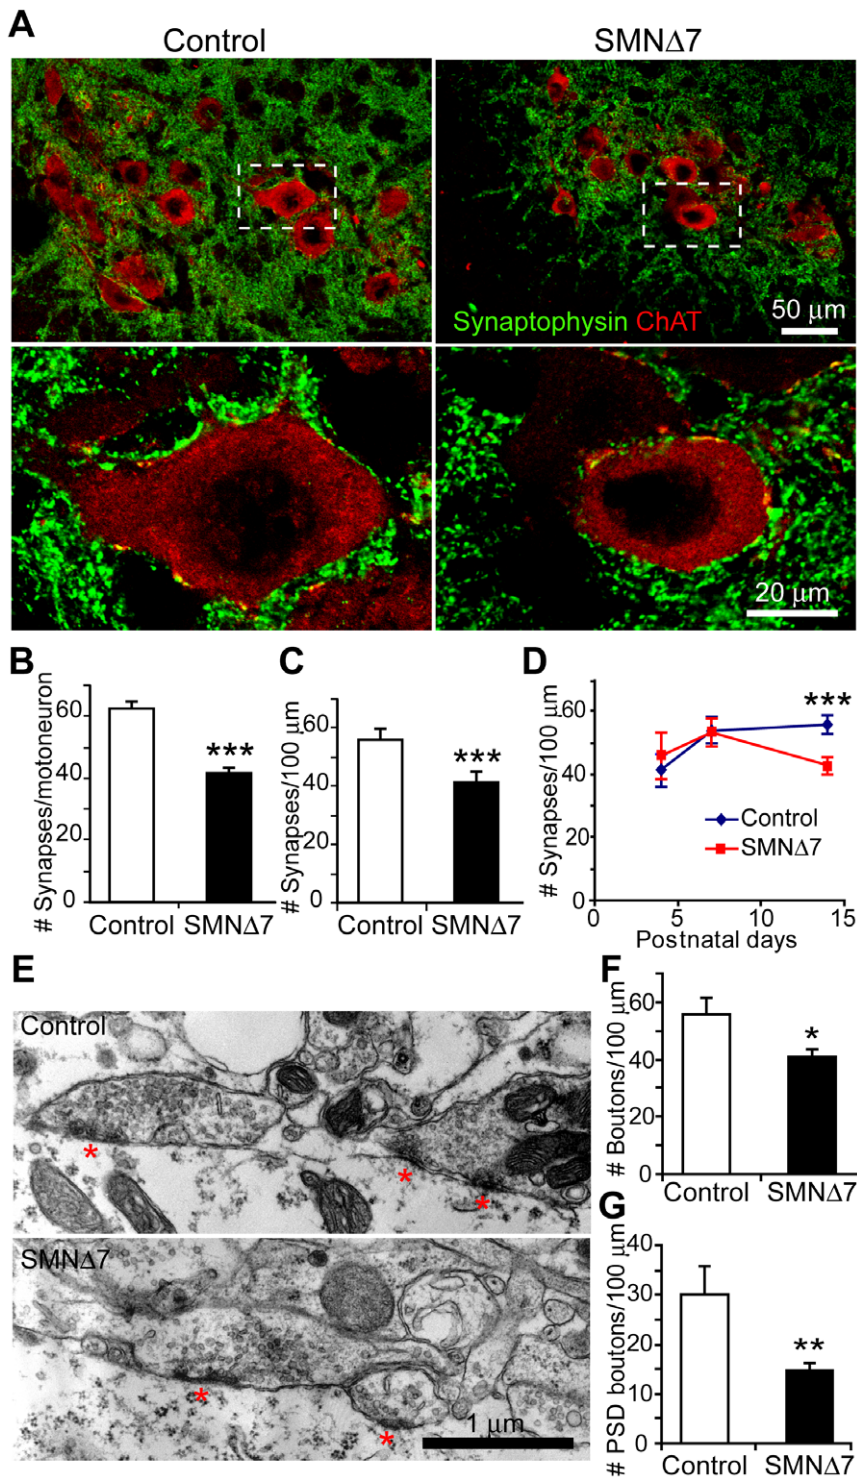 A
Control
SMNΔ7
Synaptophysin ChAT
50 μm
20 μm
B
# Synapses/motoneuron
60
40
20
0
***
Control SMNΔ7
C
# Synapses/100 μm
60
40
20
0
***
Control SMNΔ7
D
# Synapses/100 μm
60
40
20
0
***
Control
SMNΔ7
0 5 10 15
Postnatal days
E
Control
*
*
*
SMNΔ7
*
*
1 μm
F
# Boutons/100 μm
60
40
20
0
*
Control SMNΔ7
G
# PSD boutons/100 μm
40
30
20
10
0
**
Control SMNΔ7